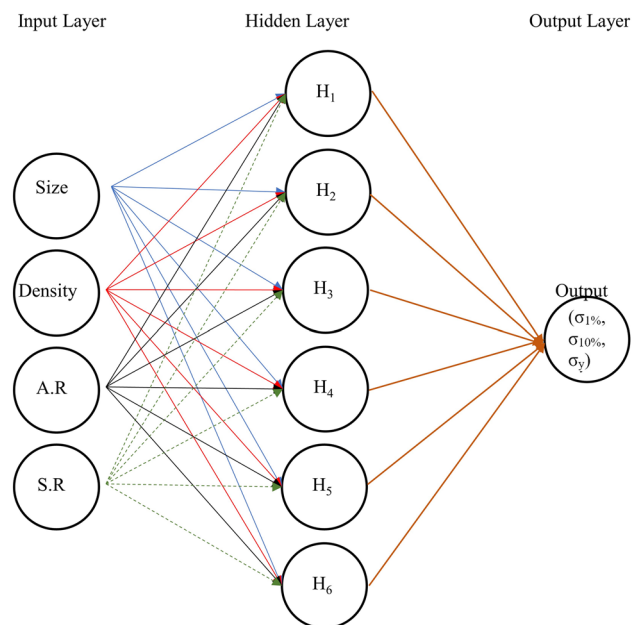 Input Layer
Hidden Layer
Output Layer
Size
Density
A.R
S.R
H₁
H₂
H₃
H₄
H₅
H₆
Output
(σ₁%,
σ₁₀%,
σy)